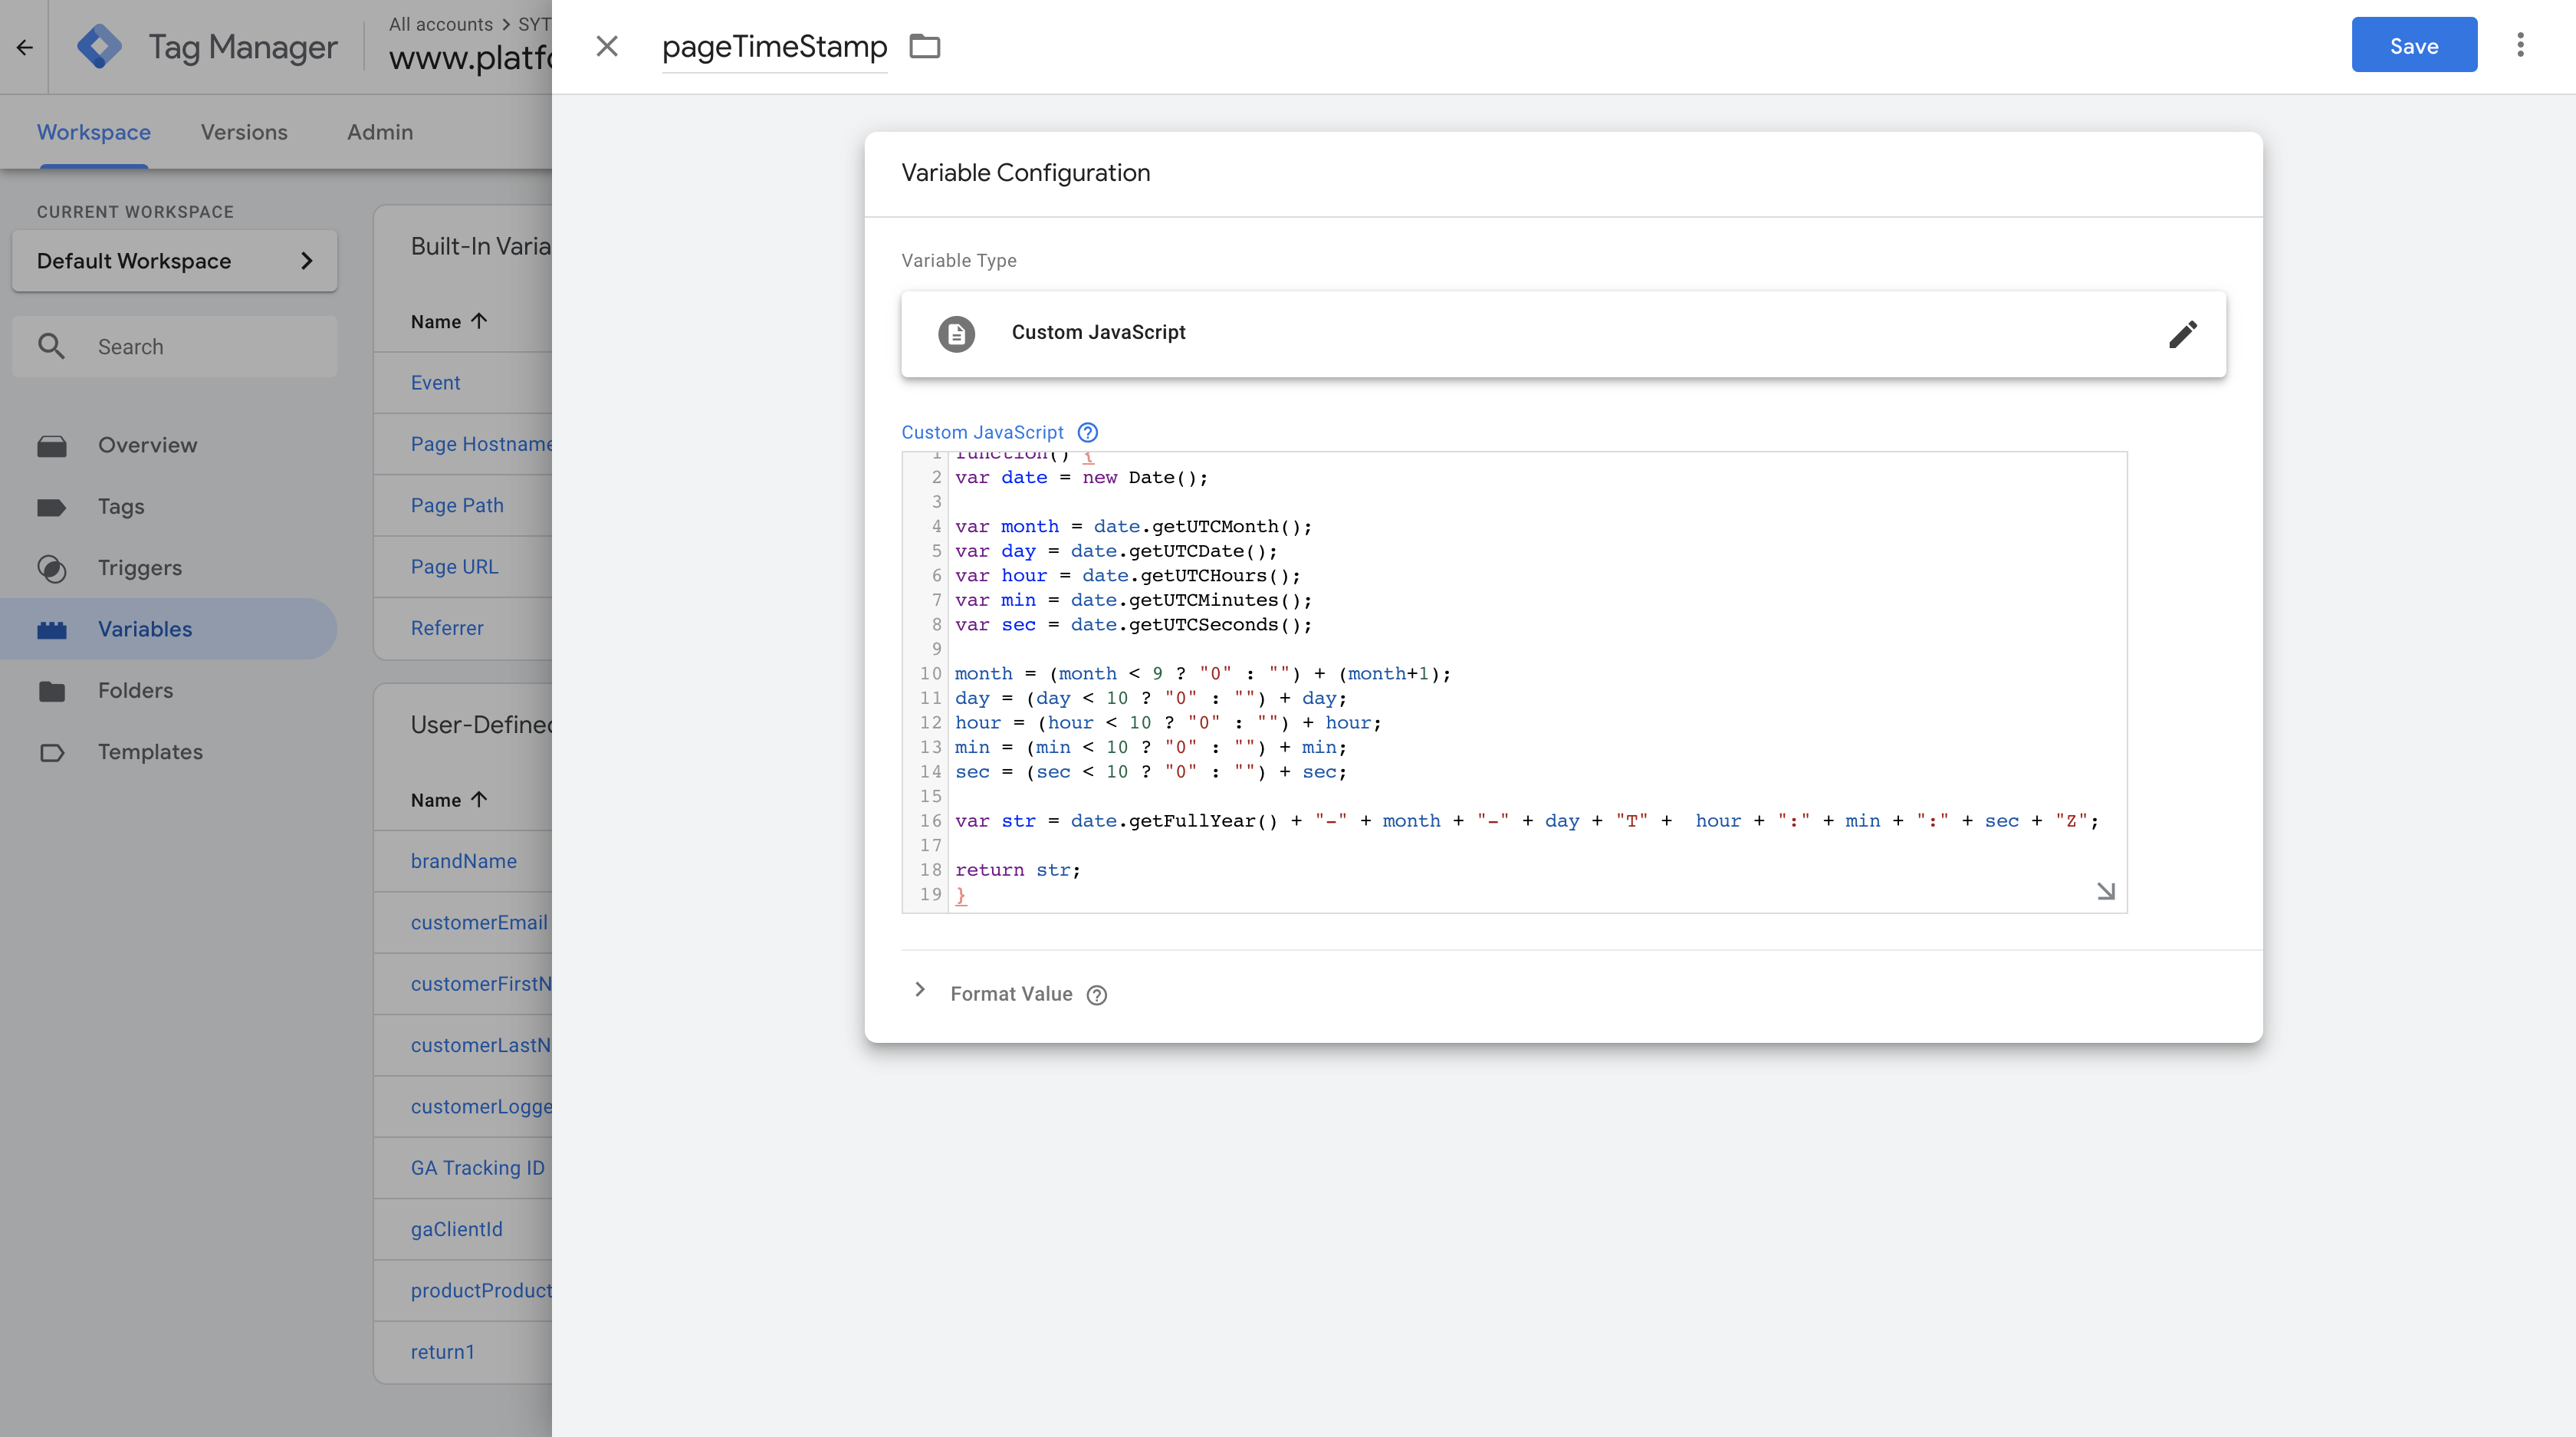 Tag Manager
All accounts > SYT
www.platfo
pageTimeStamp
Save
Workspace
Versions
Admin
CURRENT WORKSPACE
Default Workspace
Search
Overview
Tags
Triggers
Variables
Folders
Templates
Built-In Varia
Name
Event
Page Hostname
Page Path
Page URL
Referrer
User-Defined
Name
brandName
customerEmail
customerFirstN
customerLastN
customerLogge
GA Tracking ID
gaClientId
productProduct
return1
Variable Configuration
Variable Type
Custom JavaScript
Custom JavaScript
1 function() {
2 var date = new Date();
3
4 var month = date.getUTCMonth();
5 var day = date.getUTCDate();
6 var hour = date.getUTCHours();
7 var min = date.getUTCMinutes();
8 var sec = date.getUTCSeconds();
9
10 month = (month < 9 ? "0" : "") + (month+1);
11 day = (day < 10 ? "0" : "") + day;
12 hour = (hour < 10 ? "0" : "") + hour;
13 min = (min < 10 ? "0" : "") + min;
14 sec = (sec < 10 ? "0" : "") + sec;
15
16 var str = date.getFullYear() + "-" + month + "-" + day + "T" +  hour + ":" + min + ":" + sec + "Z";
17
18 return str;
19 }
Format Value